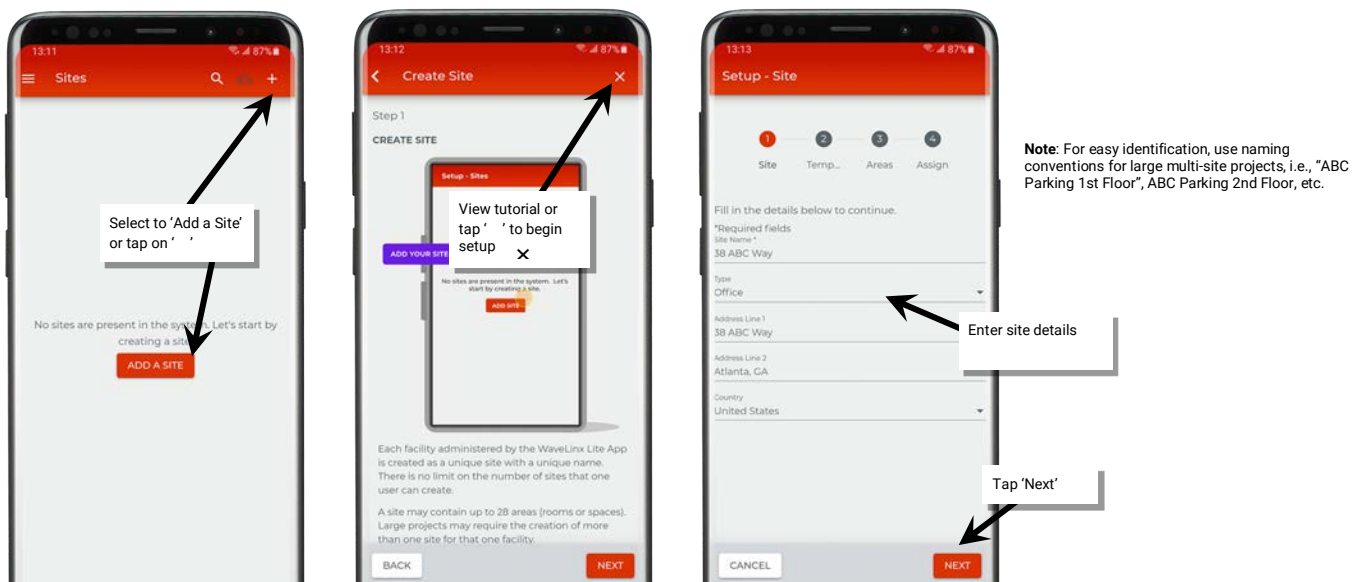 13:11
87%
Sites
+
Select to ‘Add a Site’
or tap on ‘ ’
No sites are present in the system. Let's start by
creating a site
ADD A SITE
13:12
87%
Create Site
Step 1
CREATE SITE
Setup - Sites
View tutorial or
tap ‘ ’ to begin
setup
ADD YOUR SITE
No sites are present in the system. Let's
start by creating a site.
ADD SITE
Each facility administered by the WaveLinx Lite App
is created as a unique site with a unique name.
There is no limit on the number of sites that one
user can create.
A site may contain up to 28 areas (rooms or spaces).
Large projects may require the creation of more
than one site for that one facility.
BACK
NEXT
13:13
87%
Setup - Site
1 2 3 4
Site Temp... Areas Assign
Fill in the details below to continue.
*Required fields
Site Name *
38 ABC Way
Type
Office
Address Line 1
38 ABC Way
Address Line 2
Atlanta, GA
Country
United States
Enter site details
Tap ‘Next’
CANCEL
NEXT
Note: For easy identification, use naming
conventions for large multi-site projects, i.e., “ABC
Parking 1st Floor”, ABC Parking 2nd Floor, etc.